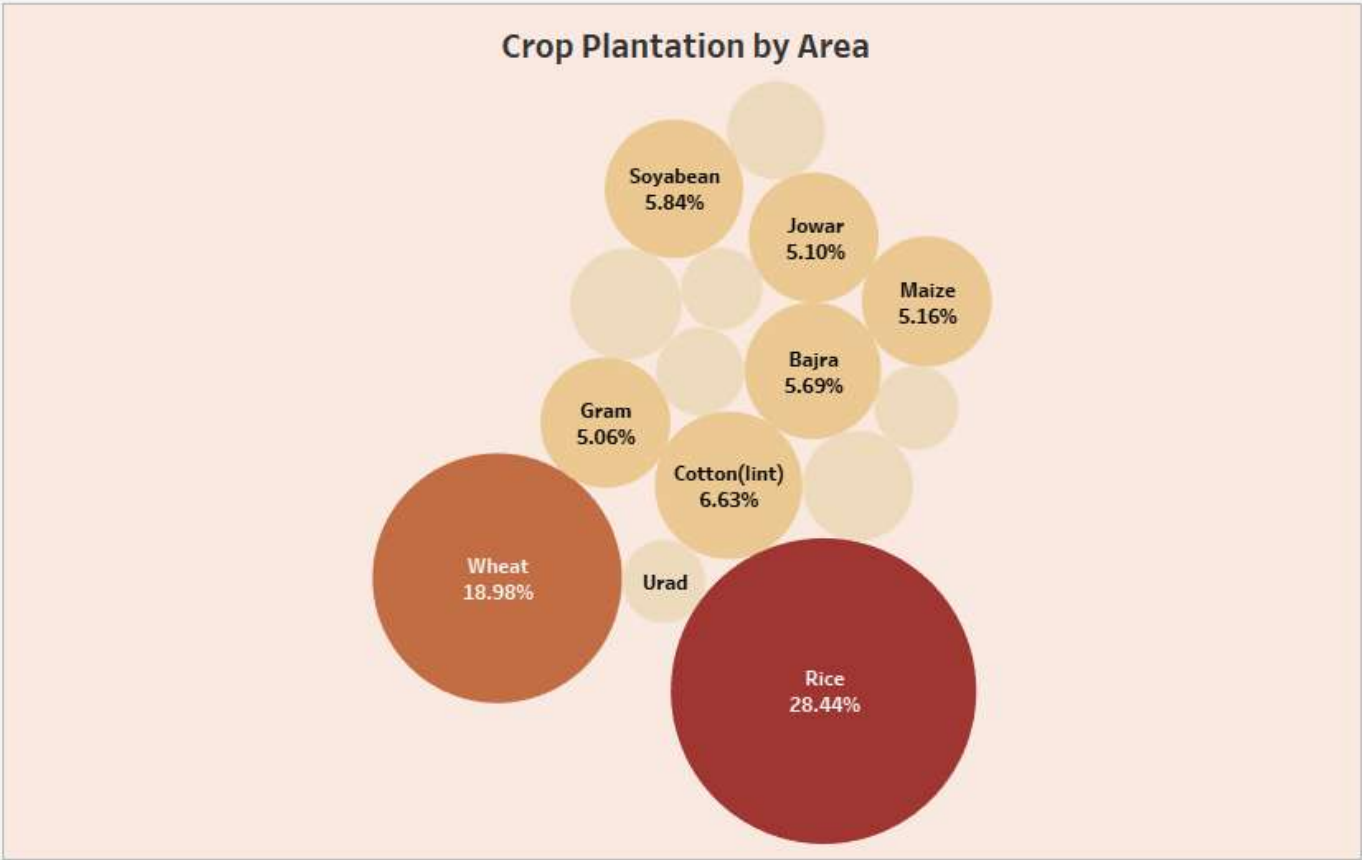 Crop Plantation by Area
Soyabean
5.84%
Jowar
5.10%
Maize
5.16%
Bajra
5.69%
Gram
5.06%
Cotton(lint)
6.63%
Wheat
18.98%
Urad
Rice
28.44%